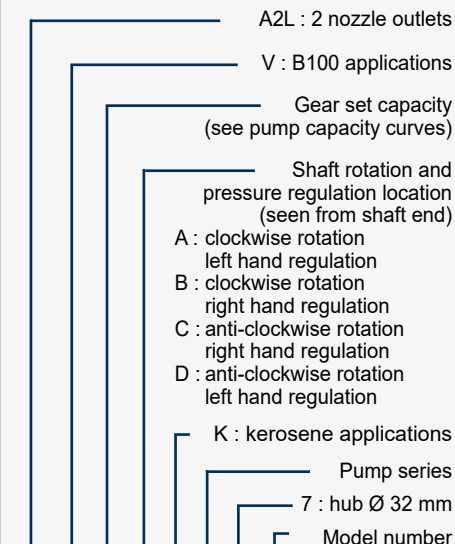 A2L : 2 nozzle outlets
V : B100 applications
Gear set capacity
(see pump capacity curves)
Shaft rotation and
pressure regulation location
(seen from shaft end)
A : clockwise rotation
left hand regulation
B : clockwise rotation
right hand regulation
C : anti-clockwise rotation
right hand regulation
D : anti-clockwise rotation
left hand regulation
K : kerosene applications
Pump series
7 : hub Ø 32 mm
Model number